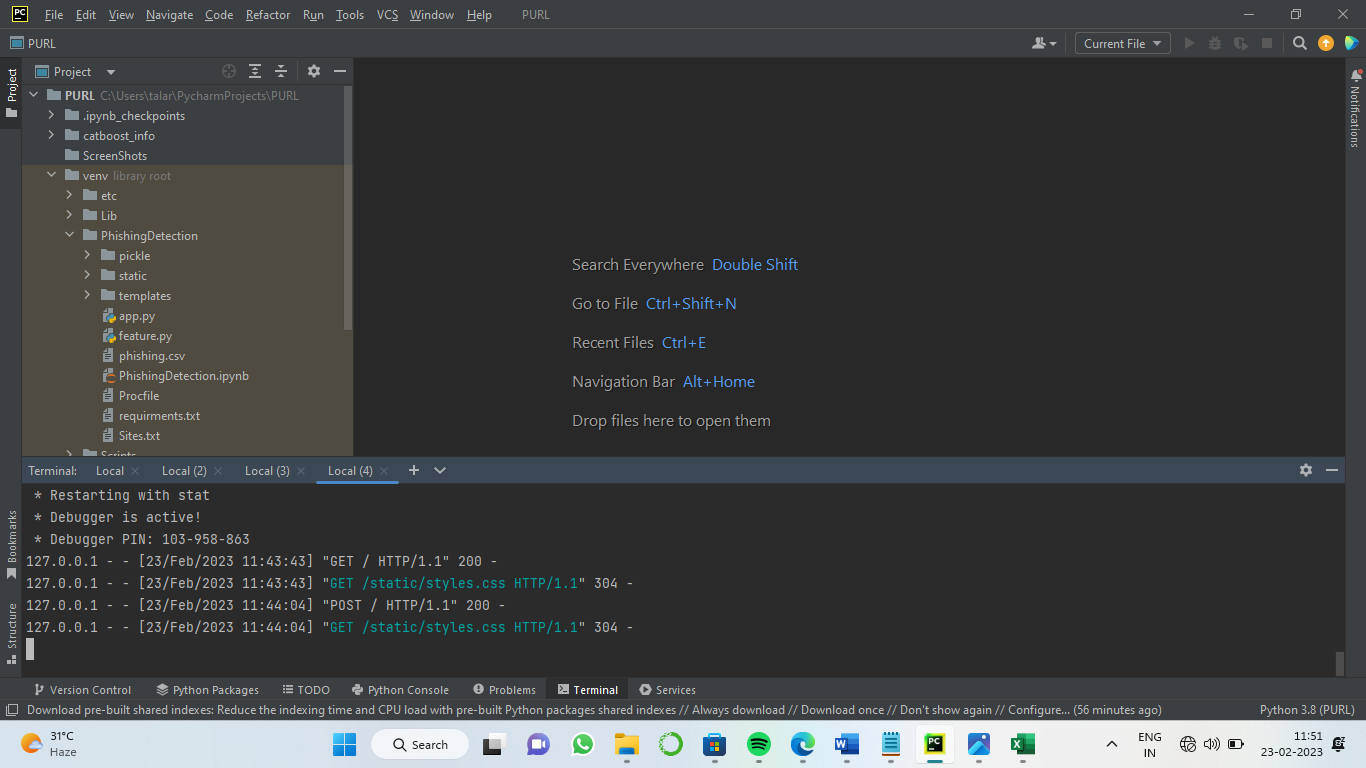 PC File Edit View Navigate Code Refactor Run Tools VCS Window Help PURL
PURL Current File
Project
Project
PURL C:\Users\talar\PycharmProjects\PURL
.ipynb_checkpoints
catboost_info
ScreenShots
venv library root
etc
Lib
PhishingDetection
pickle
static
templates
app.py
feature.py
phishing.csv
PhishingDetection.ipynb
Procfile
requirments.txt
Sites.txt
Scripts
Search Everywhere Double Shift
Go to File Ctrl+Shift+N
Recent Files Ctrl+E
Navigation Bar Alt+Home
Drop files here to open them
Notifications
Terminal: Local Local (2) Local (3) Local (4)
* Restarting with stat
* Debugger is active!
* Debugger PIN: 103-958-863
127.0.0.1 - - [23/Feb/2023 11:43:43] "GET / HTTP/1.1" 200 -
127.0.0.1 - - [23/Feb/2023 11:43:43] "GET /static/styles.css HTTP/1.1" 304 -
127.0.0.1 - - [23/Feb/2023 11:44:04] "POST / HTTP/1.1" 200 -
127.0.0.1 - - [23/Feb/2023 11:44:04] "GET /static/styles.css HTTP/1.1" 304 -
Bookmarks
Structure
Version Control Python Packages TODO Python Console Problems Terminal Services
Download pre-built shared indexes: Reduce the indexing time and CPU load with pre-built Python packages shared indexes // Always download // Download once // Don't show again // Configure... (56 minutes ago) Python 3.8 (PURL)
31°C
Haze
Search
PC
ENG
IN
11:51
23-02-2023